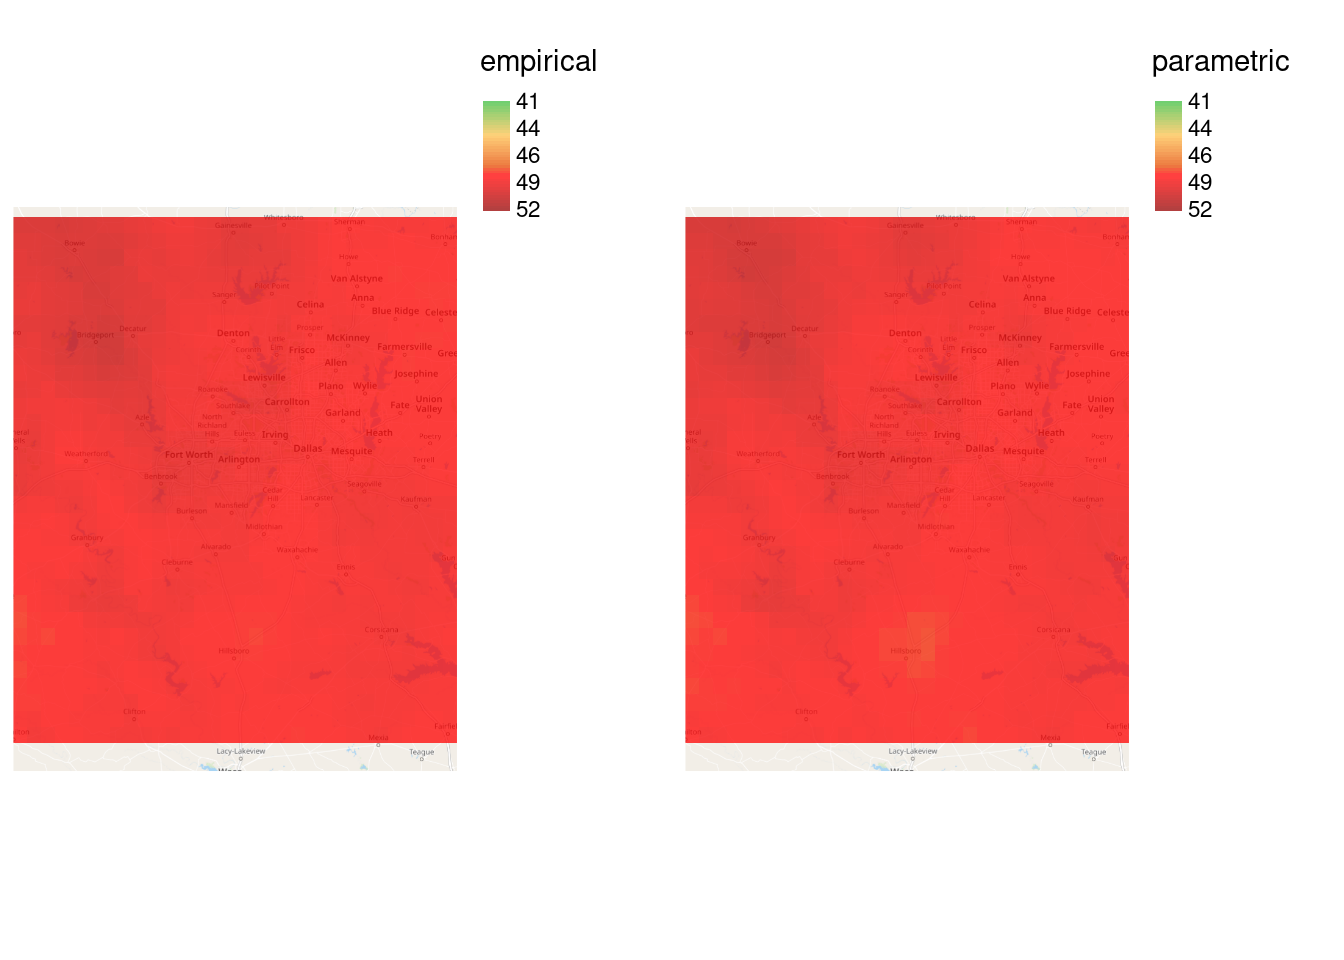 empirical
41
44
46
49
52
Whitesboro
Sherman
Gainesville
Bonham
Bowie
Howe
Van Alstyne
Pilot Point
Sanger
Anna
Celina
Blue Ridge
Celeste
Prosper
Decatur
Bridgeport
Denton
Little
Elm
McKinney
Corinth
Frisco
Farmersville
Gree
Allen
Josephine
Lewisville
Plano
Wylie
Roanoke
Southlake
Carrollton
Fate
Union
Valley
Garland
North
Richland
Hills
Azle
Euless
Irving
Heath
Poetry
Dallas
Mesquite
Weatherford
Fort Worth
Arlington
Terrell
Benbrook
Seagoville
Cedar
Hill
Lancaster
Kaufman
Mansfield
Burleson
Midlothian
Granbury
Alvarado
Waxahachie
Cleburne
Ennis
Corsicana
Hillsboro
Clifton
Fairfie
Mexia
Lacy-Lakeview
Teague
Waco
parametric
41
44
46
49
52
Whitesboro
Sherman
Gainesville
Bonham
Bowie
Howe
Van Alstyne
Pilot Point
Sanger
Anna
Celina
Blue Ridge
Celeste
Prosper
Decatur
Bridgeport
Denton
Little
Elm
McKinney
Corinth
Frisco
Farmersville
Gree
Allen
Josephine
Lewisville
Plano
Wylie
Roanoke
Southlake
Carrollton
Fate
Union
Valley
Garland
North
Richland
Hills
Azle
Euless
Irving
Heath
Poetry
Dallas
Mesquite
Weatherford
Fort Worth
Arlington
Terrell
Benbrook
Seagoville
Cedar
Hill
Lancaster
Kaufman
Mansfield
Burleson
Midlothian
Granbury
Alvarado
Waxahachie
Cleburne
Ennis
Corsicana
Hillsboro
Clifton
Fairfie
Mexia
Lacy-Lakeview
Teague
Waco